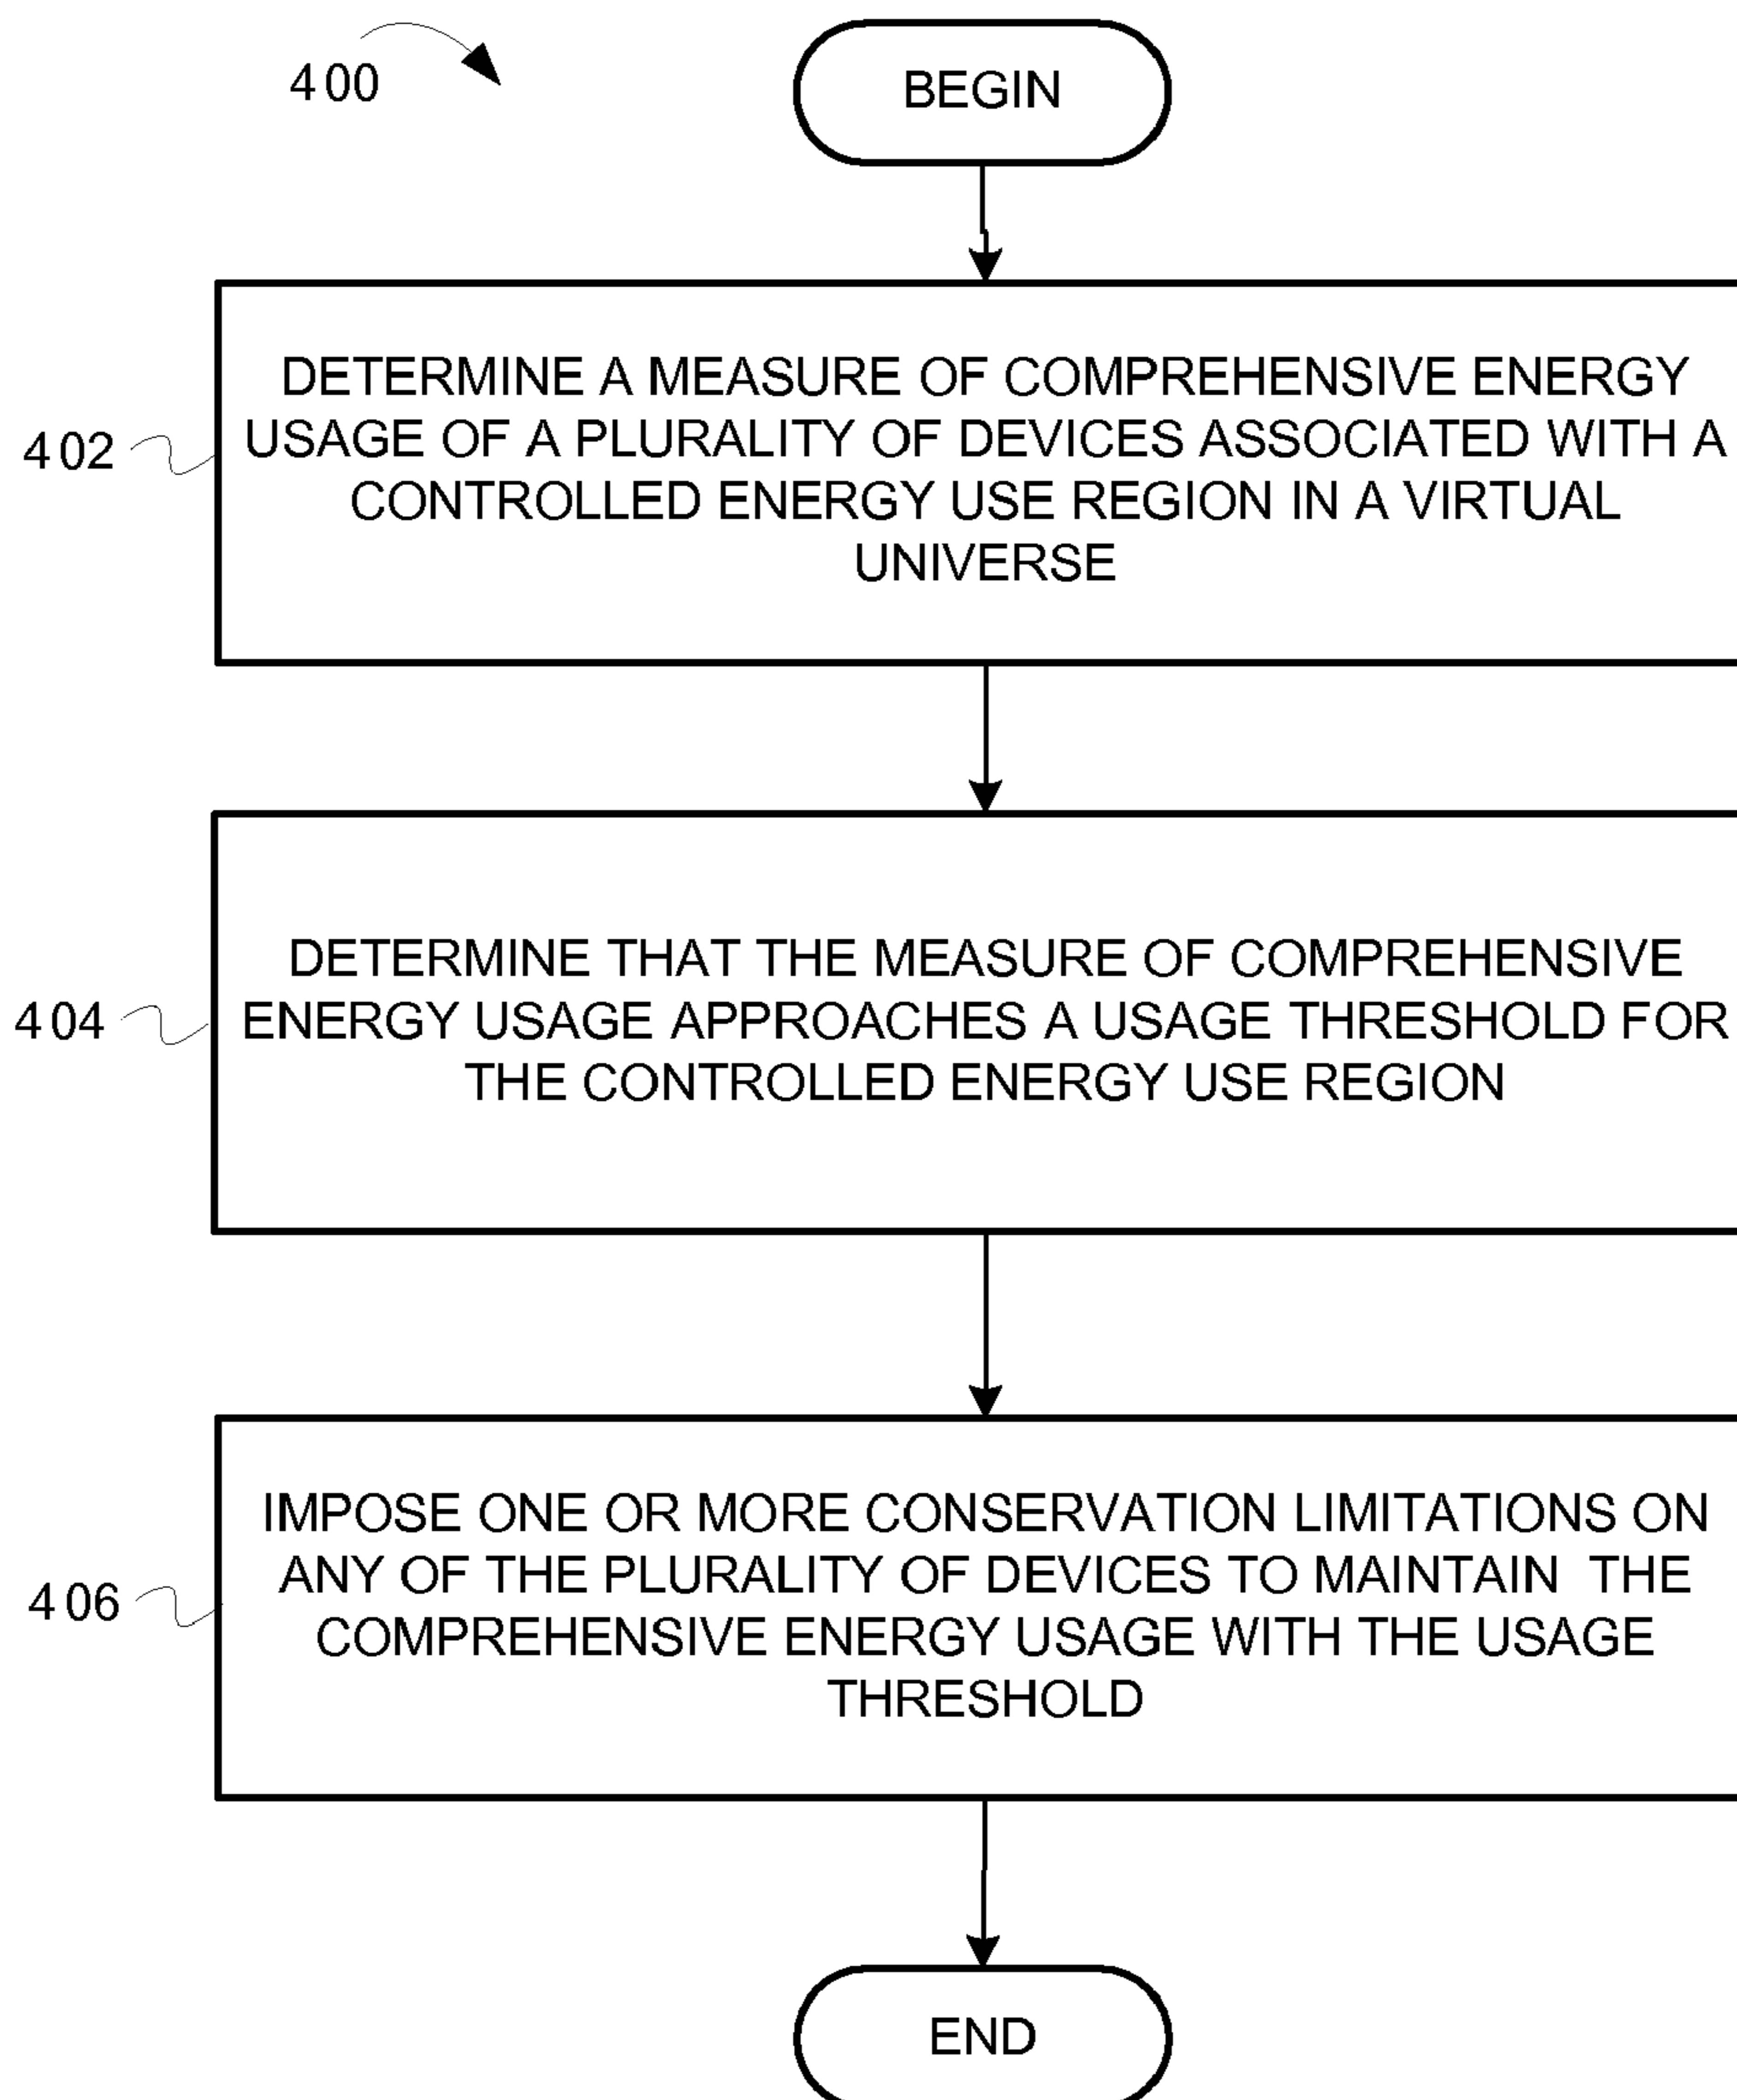 400
BEGIN
402
DETERMINE A MEASURE OF COMPREHENSIVE ENERGY
USAGE OF A PLURALITY OF DEVICES ASSOCIATED WITH A
CONTROLLED ENERGY USE REGION IN A VIRTUAL
UNIVERSE
404
DETERMINE THAT THE MEASURE OF COMPREHENSIVE
ENERGY USAGE APPROACHES A USAGE THRESHOLD FOR
THE CONTROLLED ENERGY USE REGION
406
IMPOSE ONE OR MORE CONSERVATION LIMITATIONS ON
ANY OF THE PLURALITY OF DEVICES TO MAINTAIN THE
COMPREHENSIVE ENERGY USAGE WITH THE USAGE
THRESHOLD
END